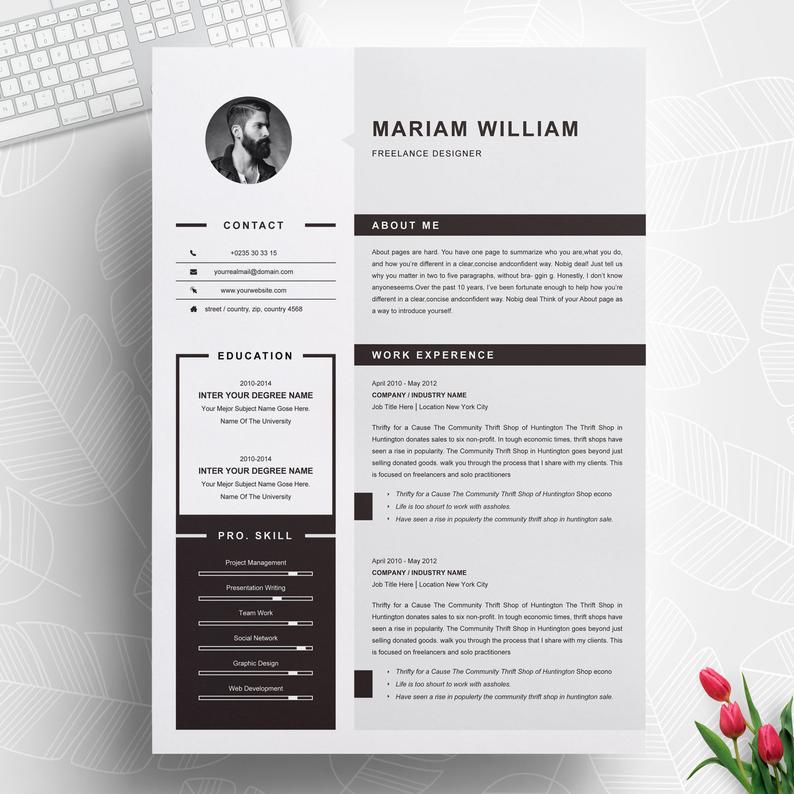 MARIAM WILLIAM
FREELANCE DESIGNER
CONTACT
+0235 30 33 15
yourrealmail@domain.com
www.yourwebsite.com
street / country, zip, country 4568
EDUCATION
2010-2014
INTER YOUR DEGREE NAME
Your Mejor Subject Name Gose Here.
Name Of The University
2010-2014
INTER YOUR DEGREE NAME
Your Mejor Subject Name Gose Here.
Name Of The University
PRO. SKILL
Project Management
Presentation Writing
Team Work
Social Network
Graphic Design
Web Development
ABOUT ME
About pages are hard. You have one page to summarize who you are,what you do,
and how you're different in a clear,concise andconfident way. Nobig deal! Just tell us
why you matter in two to five paragraphs, without bra- ggin g. Honestly, I don't know
anyoneseems.Over the past 10 years, I've been fortunate enough to help how you're
different in a clear,concise andconfident way. Nobig deal Think of your About page as
a way to introduce yourself.
WORK EXPERENCE
April 2010 - May 2012
COMPANY / INDUSTRY NAME
Job Title Here | Location New York City
Thrifty for a Cause The Community Thrift Shop of Huntington The Thrift Shop in
Huntington donates sales to six non-profit. In tough economic times, thrift shops have
seen a rise in popularity. The Community Thrift Shop in Huntington goes beyond just
selling donated goods. walk you through the process that I share with my clients. This
is focused on freelancers and solo practitioners
Thrifty for a Cause The Community Thrift Shop of Huntington Shop econo
Life is too shourt to work with assholes.
Have seen a rise in populerty the community thrift shop in huntington sale.
April 2010 - May 2012
COMPANY / INDUSTRY NAME
Job Title Here | Location New York City
Thrifty for a Cause The Community Thrift Shop of Huntington The Thrift Shop in
Huntington donates sales to six non-profit. In tough economic times, thrift shops have
seen a rise in popularity. The Community Thrift Shop in Huntington goes beyond just
selling donated goods. walk you through the process that I share with my clients. This
is focused on freelancers and solo practitioners
Thrifty for a Cause The Community Thrift Shop of Huntington Shop econo
Life is too shourt to work with assholes.
Have seen a rise in populerty the community thrift shop in huntington sale.